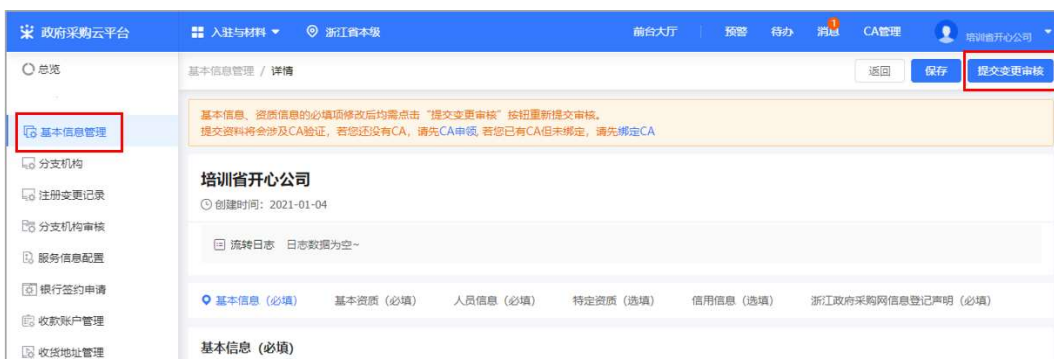 政府采购云平台
入驻与材料
浙江省本级
前台大厅
预警
待办
消息
1
CA管理
培训省开心公司
总览
基本信息管理 / 详情
返回
保存
提交变更审核
基本信息管理
分支机构
注册变更记录
分支机构审核
服务信息配置
银行签约申请
收款账户管理
收货地址管理
基本信息、资质信息的必填项修改后均需点击“提交变更审核”按钮重新提交审核。
提交资料将会涉及CA验证，若您还没有CA，请先CA申领, 若您已有CA但未绑定，请先绑定CA
培训省开心公司
创建时间：2021-01-04
流转日志 日志数据为空~
基本信息（必填）
基本资质（必填）
人员信息（必填）
特定资质（选填）
信用信息（选填）
浙江政府采购网信息登记声明（必填）
基本信息（必填）